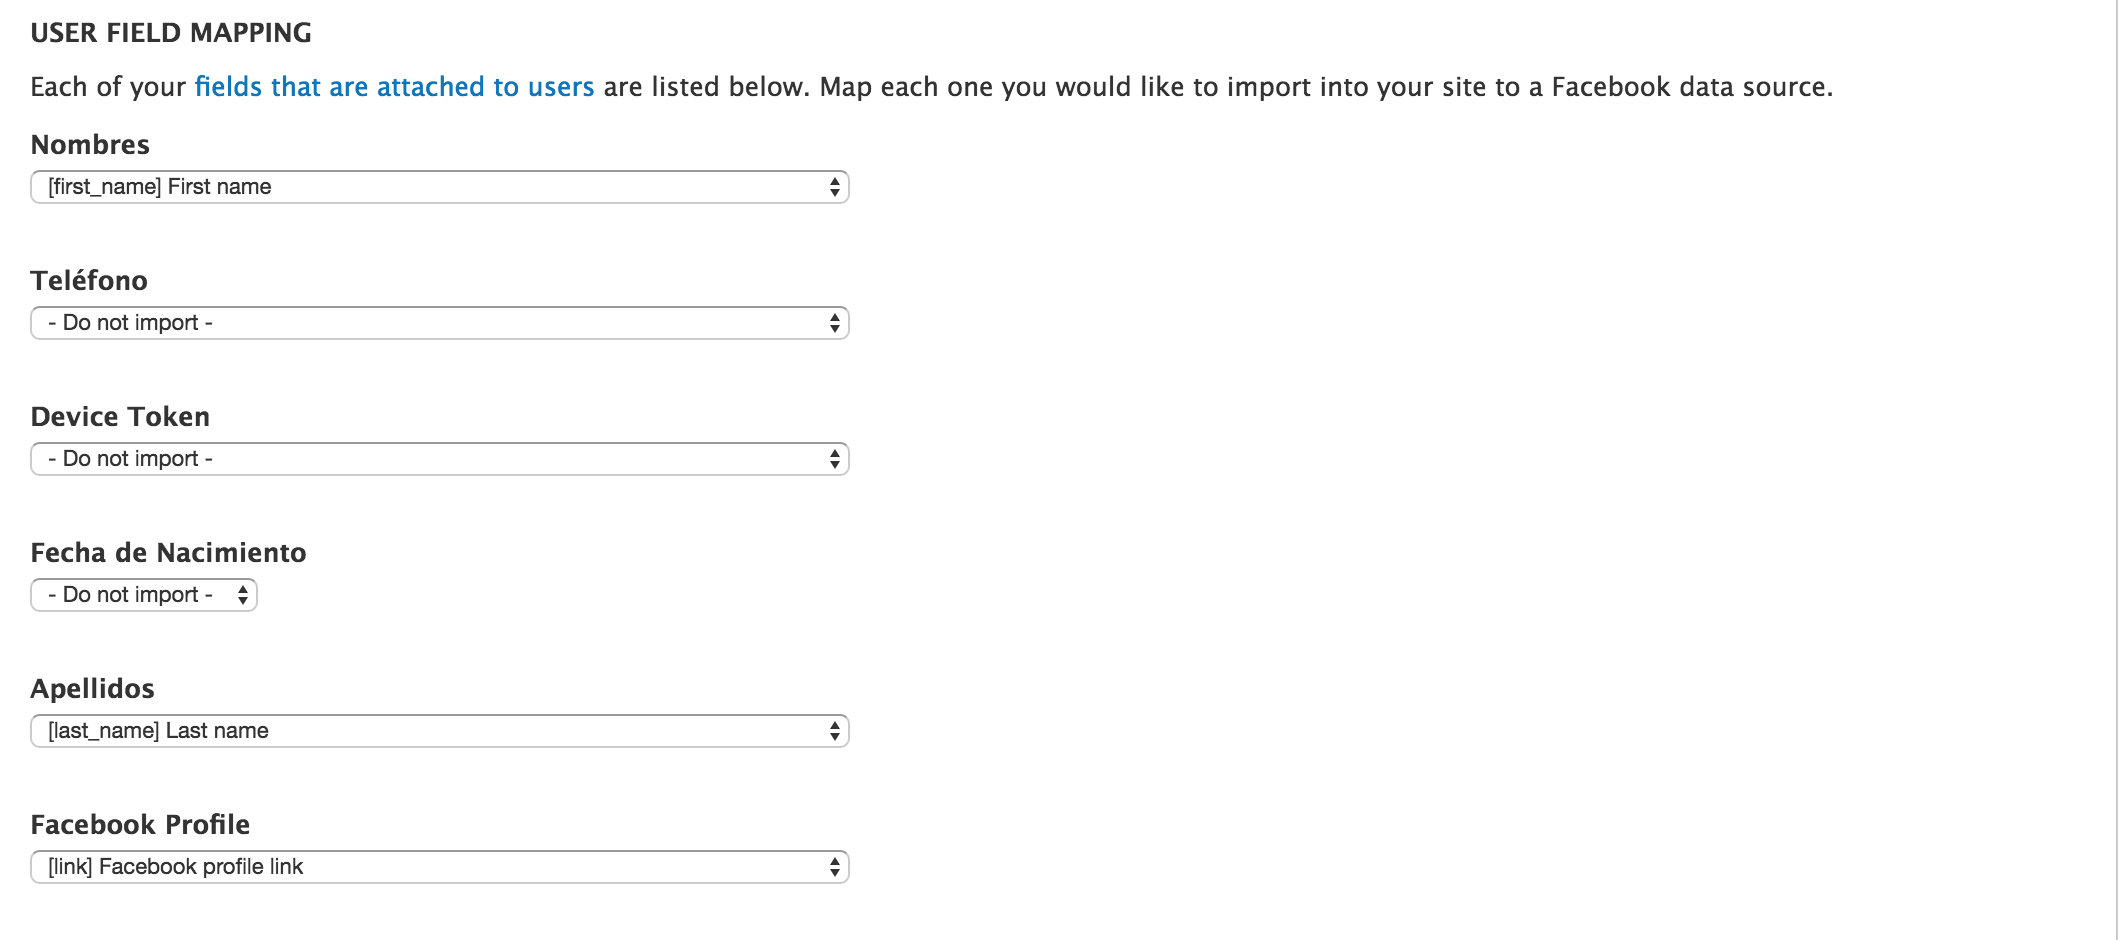 USER FIELD MAPPING
Each of your fields that are attached to users are listed below. Map each one you would like to import into your site to a Facebook data source.
Nombres
[first_name] First name
Teléfono
- Do not import -
Device Token
- Do not import -
Fecha de Nacimiento
- Do not import -
Apellidos
[last_name] Last name
Facebook Profile
[link] Facebook profile link